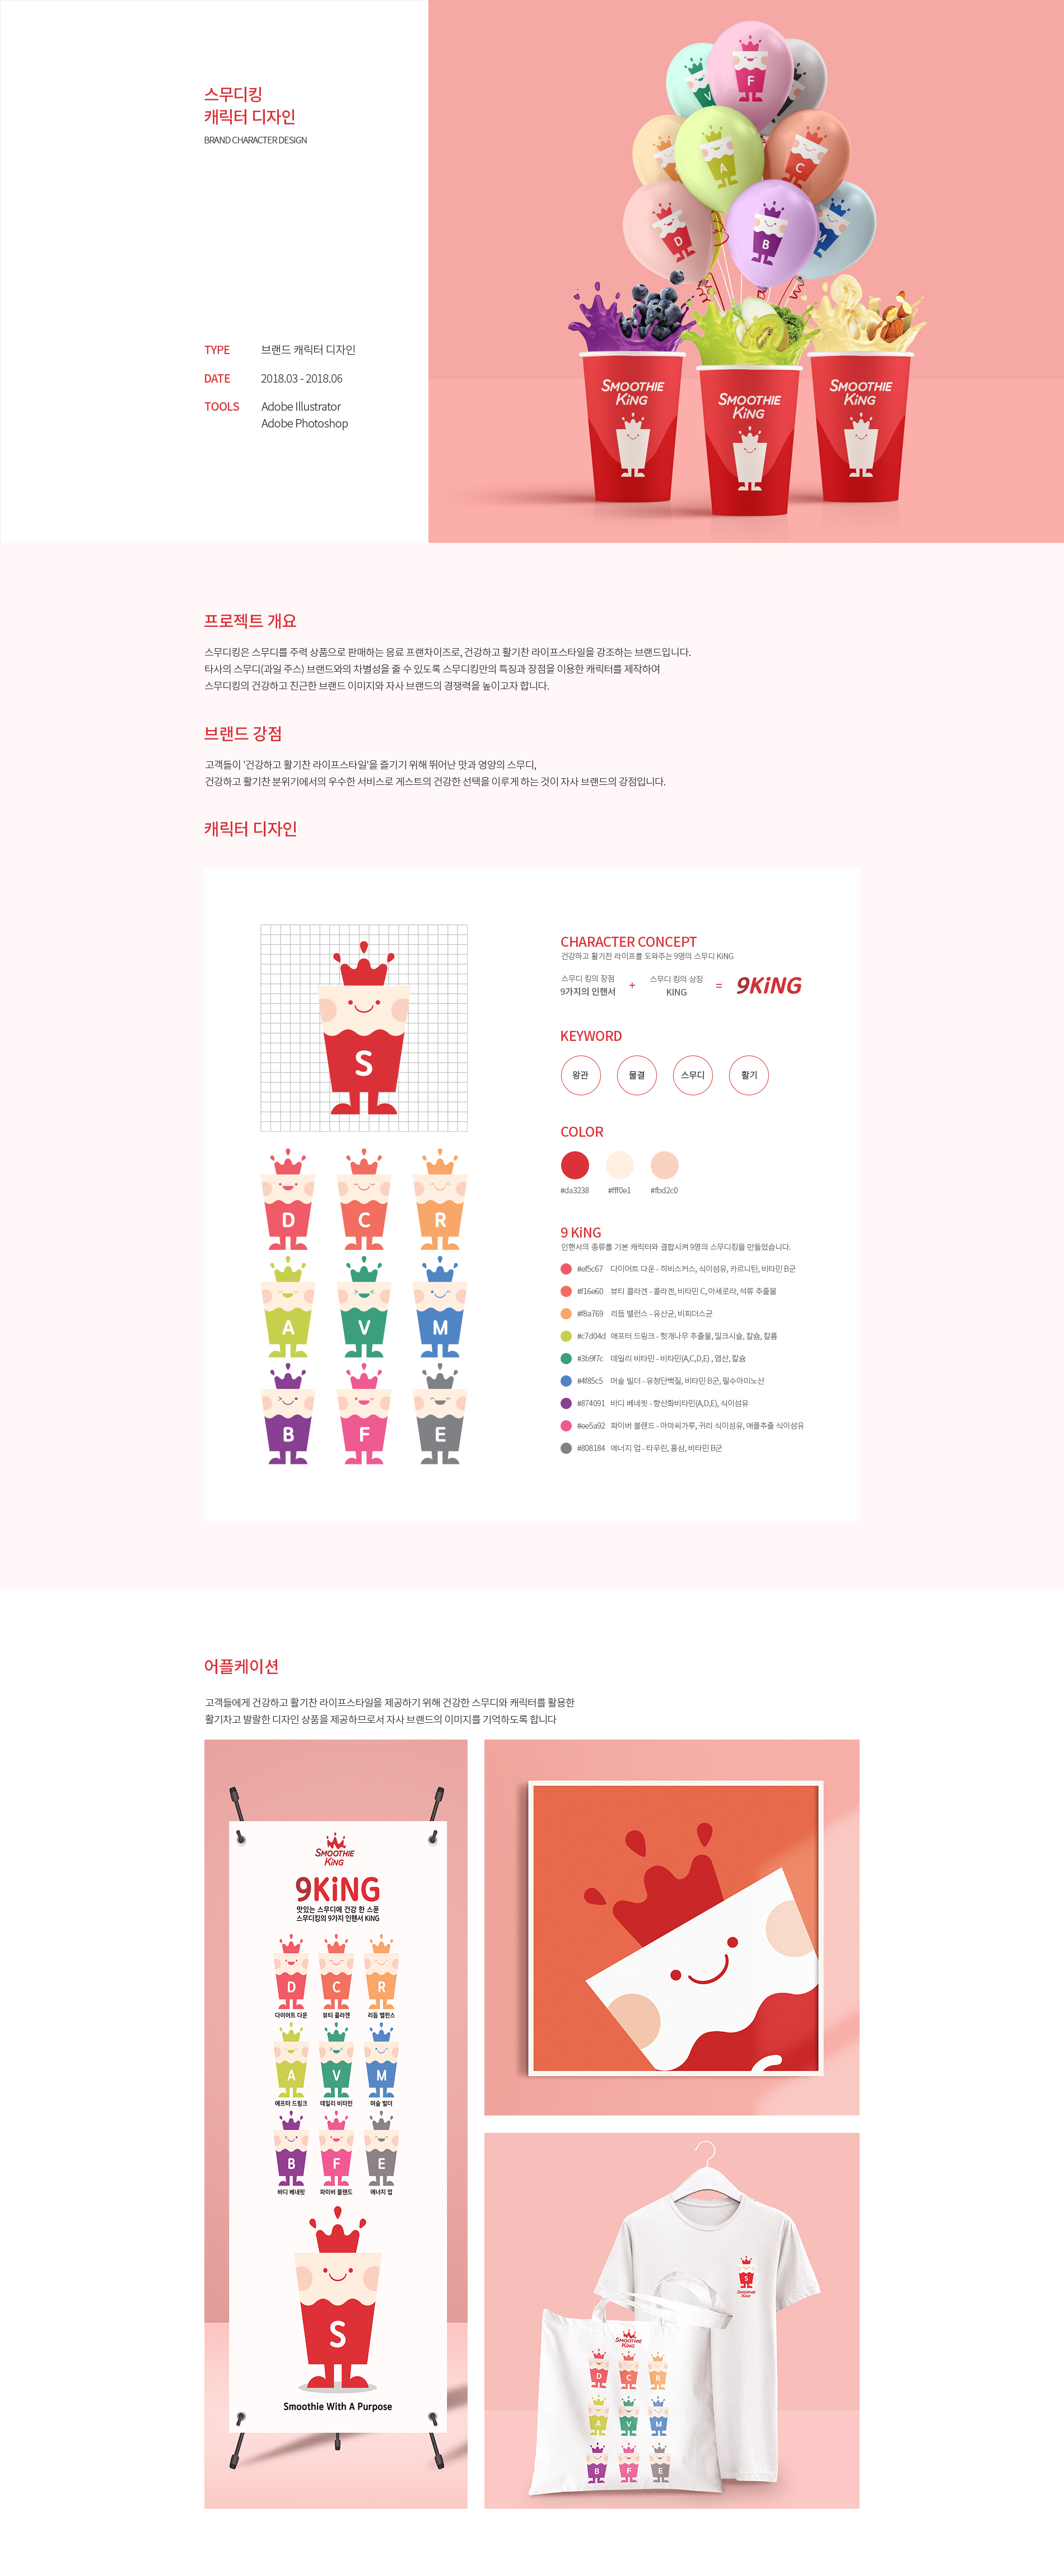 스무디킹
캐릭터 디자인
BRAND CHARACTER DESIGN
TYPE 브랜드 캐릭터 디자인
DATE 2018.03 - 2018.06
TOOLS Adobe Illustrator
Adobe Photoshop
V
F
A
C
D
B
M
SMOOTHIE
KiNG
SMOOTHIE
KiNG
SMOOTHIE
KiNG
프로젝트 개요
스무디킹은 스무디를 주력 상품으로 판매하는 음료 프랜차이즈로, 건강하고 활기찬 라이프스타일을 강조하는 브랜드입니다.
타사의 스무디(과일 주스) 브랜드와의 차별성을 줄 수 있도록 스무디킹만의 특징과 장점을 이용한 캐릭터를 제작하여
스무디킹의 건강하고 친근한 브랜드 이미지와 자사 브랜드의 경쟁력을 높이고자 합니다.
브랜드 강점
고객들이 '건강하고 활기찬 라이프스타일'을 즐기기 위해 뛰어난 맛과 영양의 스무디,
건강하고 활기찬 분위기에서의 우수한 서비스로 게스트의 건강한 선택을 이루게 하는 것이 자사 브랜드의 강점입니다.
캐릭터 디자인
S
D C R
A V M
B F E
CHARACTER CONCEPT
건강하고 활기찬 라이프를 도와주는 9명의 스무디 KiNG
스무디 킹의 장점
9가지의 인핸서
+
스무디 킹의 상징
KING
=
9KiNG
KEYWORD
왕관 물결 스무디 활기
COLOR
#da3238 #fff0e1 #fbd2c0
9 KiNG
인핸서의 종류를 기본 캐릭터와 결합시켜 9명의 스무디킹을 만들었습니다.
#ef5c67 다이어트 다운 - 히비스커스, 식이섬유, 카르니틴, 비타민 B군
#f16e60 뷰티 콜라겐 - 콜라겐, 비타민 C, 아세로라, 석류 추출물
#f8a769 리듬 밸런스 - 유산균, 비피더스균
#c7d04d 애프터 드링크 - 헛개나무 추출물, 밀크시슬, 칼슘, 칼륨
#3b9f7c 데일리 비타민 - 비타민(A,C,D,E) , 엽산, 칼슘
#4f85c5 머슬 빌더 - 유청단백질, 비타민 B군, 필수아미노산
#874091 바디 베네핏 - 항산화비타민(A,D,E), 식이섬유
#ee5a92 파이버 블랜드 - 아마씨가루, 귀리 식이섬유, 애플추출 식이섬유
#808184 에너지 업 - 타우린, 홍삼, 비타민 B군
어플케이션
고객들에게 건강하고 활기찬 라이프스타일을 제공하기 위해 건강한 스무디와 캐릭터를 활용한
활기차고 발랄한 디자인 상품을 제공하므로서 자사 브랜드의 이미지를 기억하도록 합니다
SMOOTHIE
KiNG
9KiNG
맛있는 스무디에 건강 한 스푼
스무디킹의 9가지 인핸서 KING
D C R
다이어트 다운 뷰티 콜라겐 리듬 밸런스
A V M
에프터 드링크 데일리 비타민 머슬 빌더
B F E
바디 베네핏 파이버 블랜드 에너지 업
S
Smoothie With A Purpose
S
SMOOTHIE
KiNG
SMOOTHIE
KiNG
D C R
A V M
B F E